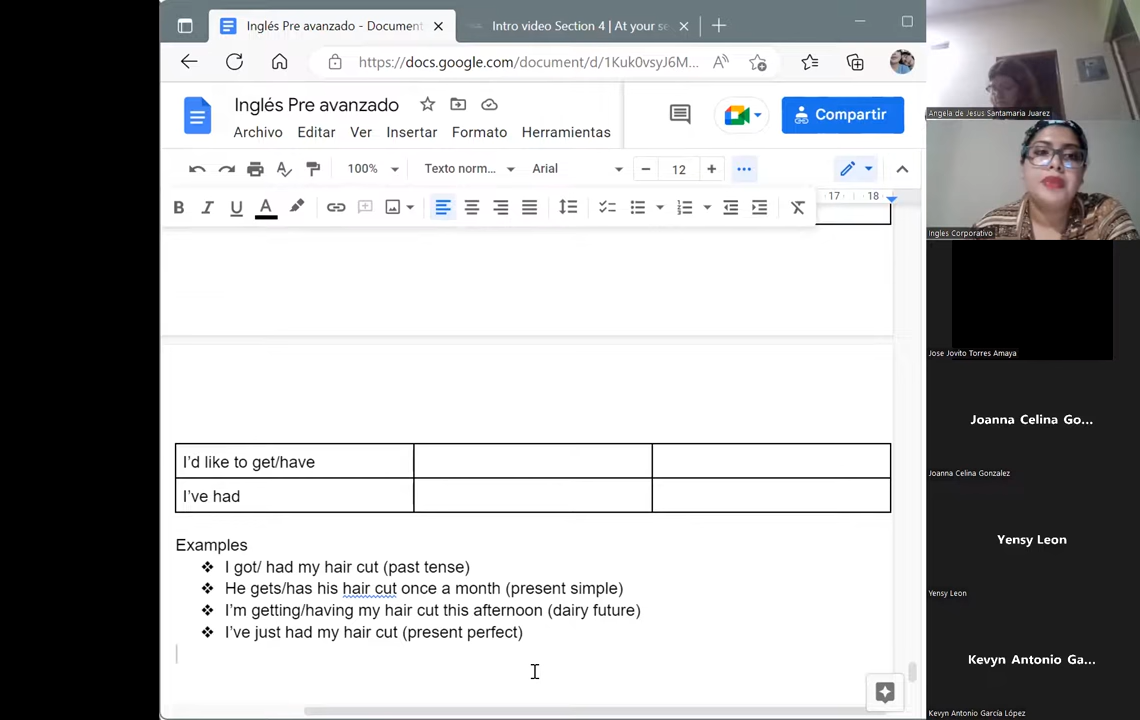 Inglés Pre avanzado - Document
Intro video Section 4 | At your se
https://docs.google.com/document/d/1Kuk0vsyJ6M...
Inglés Pre avanzado
Archivo Editar Ver Insertar Formato Herramientas
Compartir
100% Texto norm... Arial 12
B I U A
17 18
I'd like to get/have
I've had
Examples
❖ I got/ had my hair cut (past tense)
❖ He gets/has his hair cut once a month (present simple)
❖ I'm getting/having my hair cut this afternoon (dairy future)
❖ I've just had my hair cut (present perfect)
Angela de Jesus Santamaria Juarez
Ingles Corporativo
Jose Jovito Torres Amaya
Joanna Celina Go...
Joanna Celina Gonzalez
Yensy Leon
Yensy Leon
Kevyn Antonio Ga...
Kevyn Antonio García López